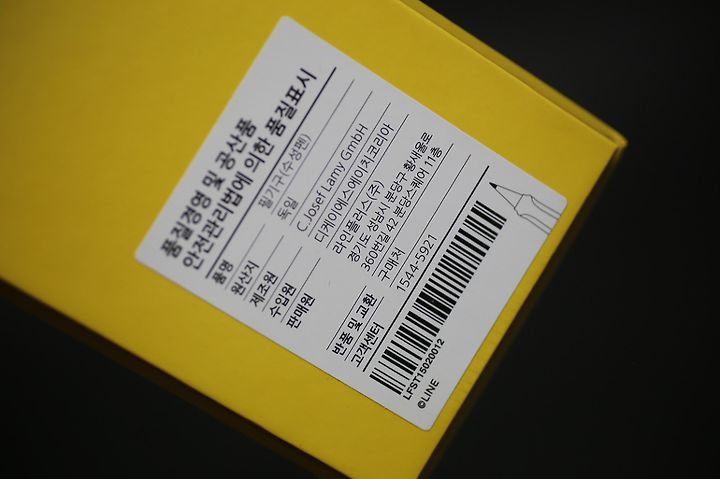 품질경영 및 공산품
안전관리법에 의한 품질표시
품명 필기구(수성펜)
원산지 독일
제조원 C.Josef Lamy GmbH
수입원 디케이에스에이치코리아
판매원 라인플러스(주)
경기도 성남시 분당구 황새울로
360번길 42 분당스퀘어 11층
반품 및 교환 구매처
고객센터 1544-5921
LFST15020012
©LINE